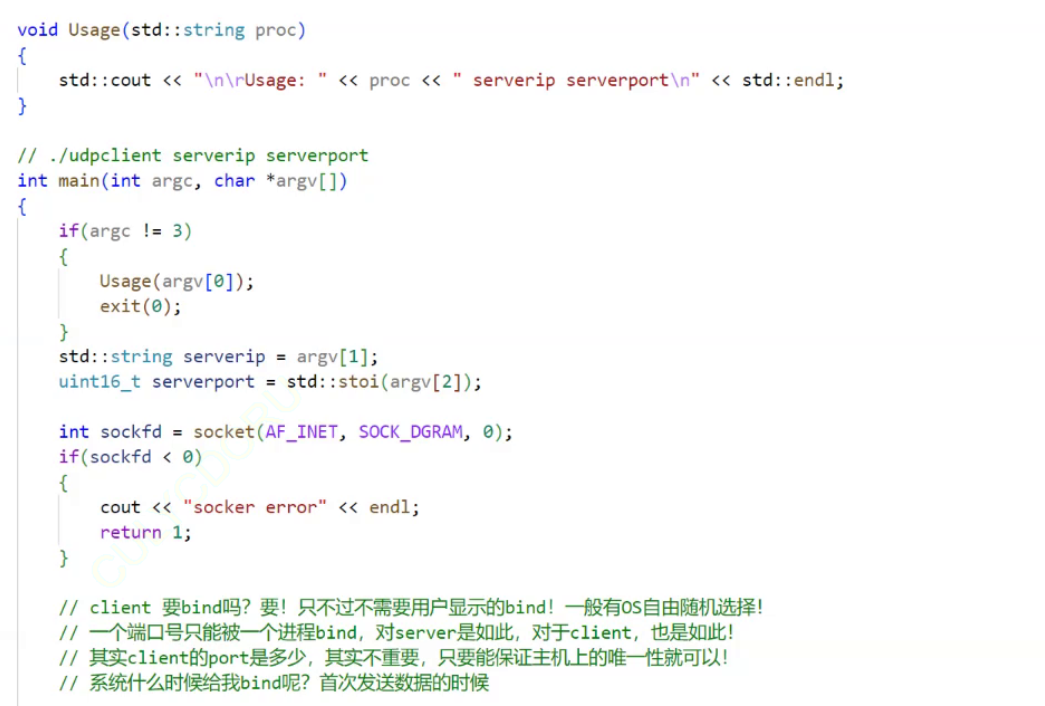 void Usage(std::string proc)
{
    std::cout << "\n\rUsage: " << proc << " serverip serverport\n" << std::endl;
}
// ./udpclient serverip serverport
int main(int argc, char *argv[])
{
    if(argc != 3)
    {
        Usage(argv[0]);
        exit(0);
    }
    std::string serverip = argv[1];
    uint16_t serverport = std::stoi(argv[2]);
    int sockfd = socket(AF_INET, SOCK_DGRAM, 0);
    if(sockfd < 0)
    {
        cout << "socker error" << endl;
        return 1;
    }
    // client 要bind吗？要！只不过不需要用户显示的bind！一般有OS自由随机选择！
    // 一个端口号只能被一个进程bind，对server是如此，对于client，也是如此！
    // 其实client的port是多少，其实不重要，只要能保证主机上的唯一性就可以！
    // 系统什么时候给我bind呢？首次发送数据的时候